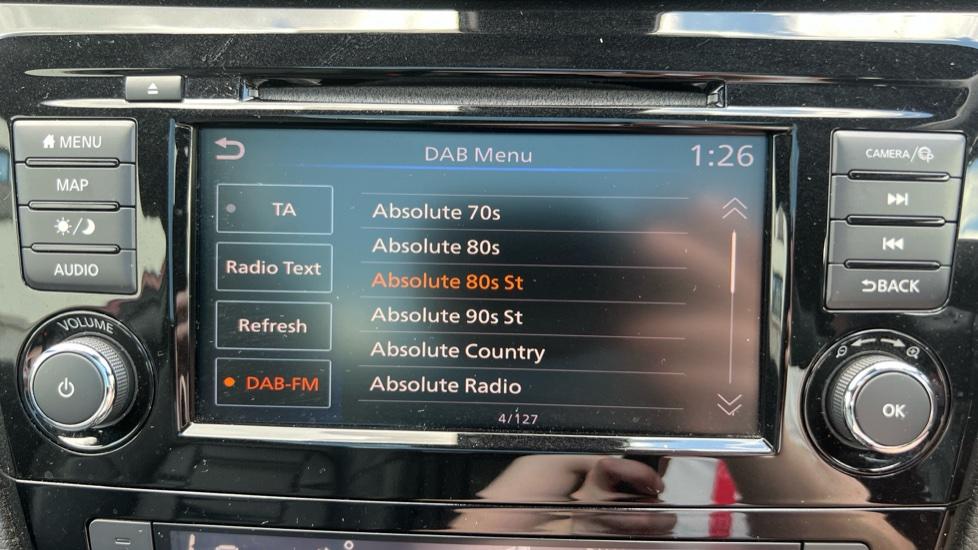 MENU
MAP
AUDIO
VOLUME
DAB Menu
1:26
TA
Radio Text
Refresh
DAB-FM
Absolute 70s
Absolute 80s
Absolute 80s St
Absolute 90s St
Absolute Country
Absolute Radio
4/127
CAMERA/
BACK
OK